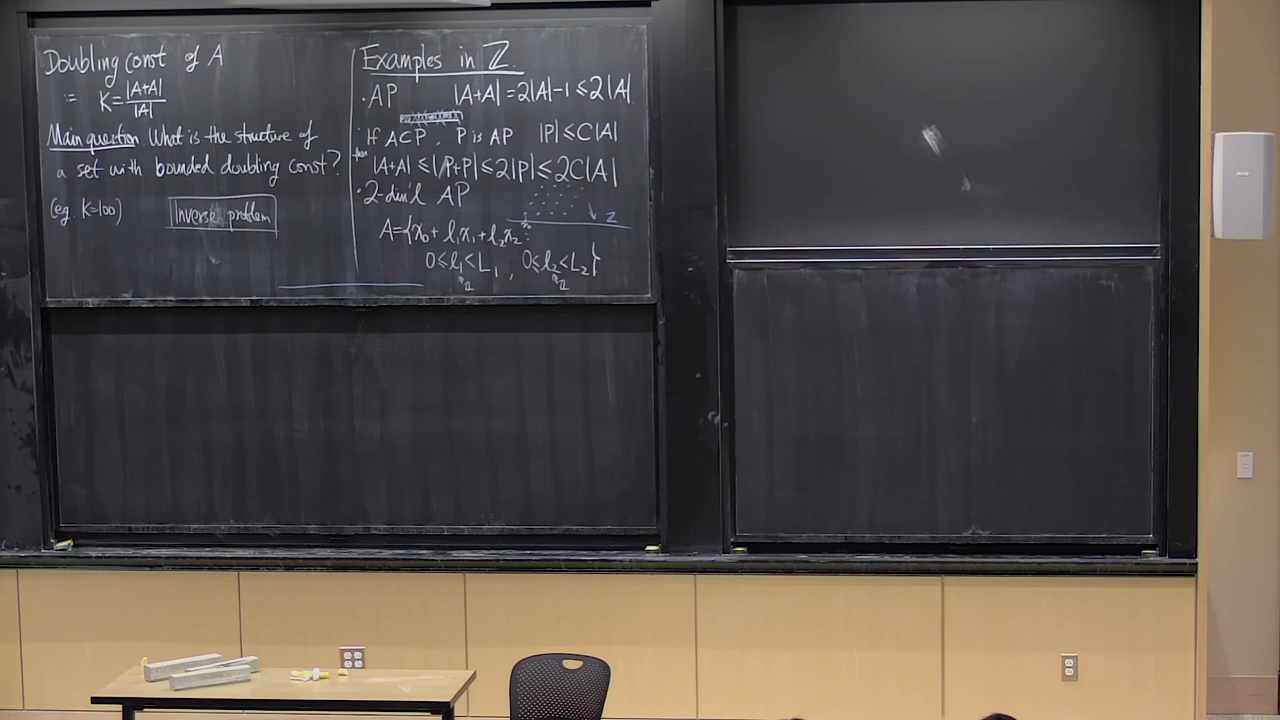 Doubling const of A
:= K = |A+A| / |A|
Main question. What is the structure of
a set with bounded doubling const?
(eg. K=100)
Inverse problem
Examples in ℤ.
· AP |A+A| = 2|A|-1 ≤ 2|A|
· If A⊂P, P is AP |P| ≤ C|A|
then |A+A| ≤ |P+P| ≤ 2|P| ≤ 2C|A|
· 2-dim'l AP
ℤ
A = {x₀ + l₁x₁ + l₂x₂ :
0 ≤ l₁ < L₁ , 0 ≤ l₂ < L₂}
∈ ℤ ∈ ℤ